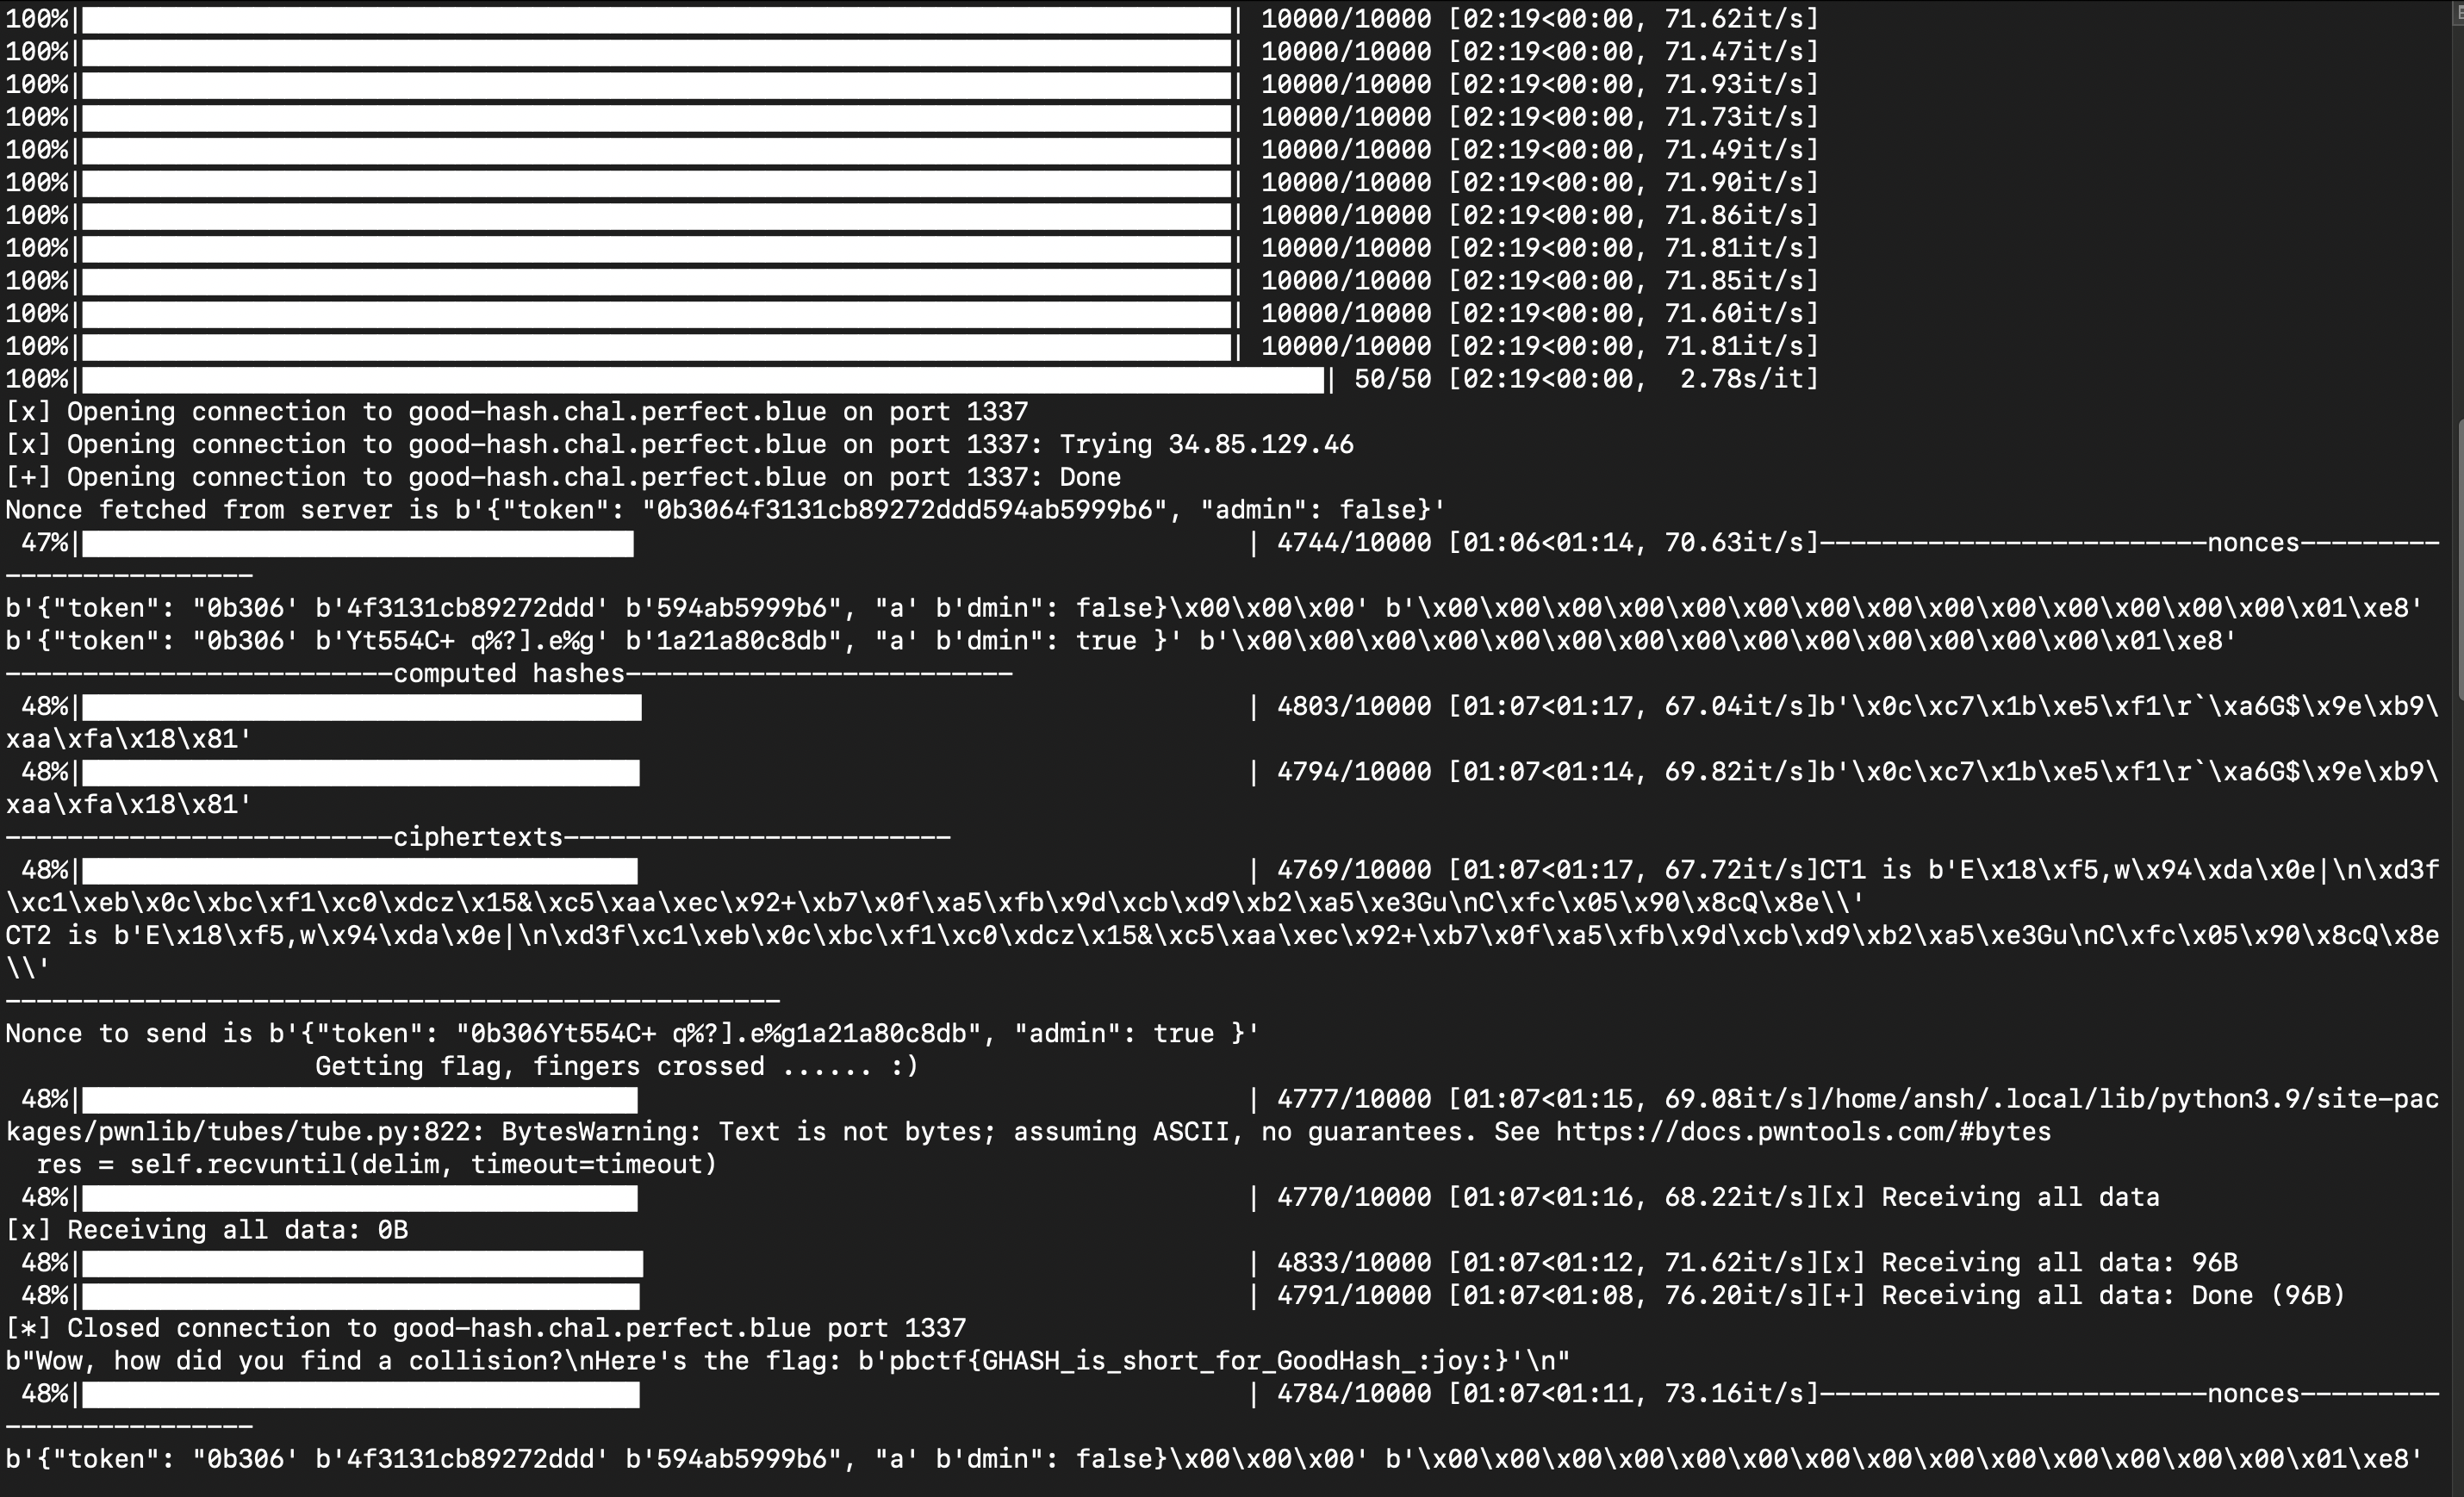 100%| | 10000/10000 [02:19<00:00, 71.62it/s]
100%| | 10000/10000 [02:19<00:00, 71.47it/s]
100%| | 10000/10000 [02:19<00:00, 71.93it/s]
100%| | 10000/10000 [02:19<00:00, 71.73it/s]
100%| | 10000/10000 [02:19<00:00, 71.49it/s]
100%| | 10000/10000 [02:19<00:00, 71.90it/s]
100%| | 10000/10000 [02:19<00:00, 71.86it/s]
100%| | 10000/10000 [02:19<00:00, 71.81it/s]
100%| | 10000/10000 [02:19<00:00, 71.85it/s]
100%| | 10000/10000 [02:19<00:00, 71.60it/s]
100%| | 10000/10000 [02:19<00:00, 71.81it/s]
100%| | 50/50 [02:19<00:00,  2.78s/it]
[x] Opening connection to good-hash.chal.perfect.blue on port 1337
[x] Opening connection to good-hash.chal.perfect.blue on port 1337: Trying 34.85.129.46
[+] Opening connection to good-hash.chal.perfect.blue on port 1337: Done
Nonce fetched from server is b'{"token": "0b3064f3131cb89272ddd594ab5999b6", "admin": false}'
47%| | 4744/10000 [01:06<01:14, 70.63it/s]-------------------------nonces---------
----------------
b'{"token": "0b306' b'4f3131cb89272ddd' b'594ab5999b6", "a' b'dmin": false}\x00\x00\x00' b'\x00\x00\x00\x00\x00\x00\x00\x00\x00\x00\x00\x00\x00\x00\x01\xe8'
b'{"token": "0b306' b'Yt554C+ q%?].e%g' b'1a21a80c8db", "a' b'dmin": true }' b'\x00\x00\x00\x00\x00\x00\x00\x00\x00\x00\x00\x00\x00\x00\x01\xe8'
-------------------------computed hashes-------------------------
48%| | 4803/10000 [01:07<01:17, 67.04it/s]b'\x0c\xc7\x1b\xe5\xf1\r`\xa6G$\x9e\xb9\
xaa\xfa\x18\x81'
48%| | 4794/10000 [01:07<01:14, 69.82it/s]b'\x0c\xc7\x1b\xe5\xf1\r`\xa6G$\x9e\xb9\
xaa\xfa\x18\x81'
-------------------------ciphertexts-------------------------
48%| | 4769/10000 [01:07<01:17, 67.72it/s]CT1 is b'E\x18\xf5,w\x94\xda\x0e|\n\xd3f
\xc1\xeb\x0c\xbc\xf1\xc0\xdcz\x15&\xc5\xaa\xec\x92+\xb7\x0f\xa5\xfb\x9d\xcb\xd9\xb2\xa5\xe3Gu\nC\xfc\x05\x90\x8cQ\x8e\\'
CT2 is b'E\x18\xf5,w\x94\xda\x0e|\n\xd3f\xc1\xeb\x0c\xbc\xf1\xc0\xdcz\x15&\xc5\xaa\xec\x92+\xb7\x0f\xa5\xfb\x9d\xcb\xd9\xb2\xa5\xe3Gu\nC\xfc\x05\x90\x8cQ\x8e
\\'
--------------------------------------------------
Nonce to send is b'{"token": "0b306Yt554C+ q%?].e%g1a21a80c8db", "admin": true }'
Getting flag, fingers crossed ...... :)
48%| | 4777/10000 [01:07<01:15, 69.08it/s]/home/ansh/.local/lib/python3.9/site-pac
kages/pwnlib/tubes/tube.py:822: BytesWarning: Text is not bytes; assuming ASCII, no guarantees. See https://docs.pwntools.com/#bytes
res = self.recvuntil(delim, timeout=timeout)
48%| | 4770/10000 [01:07<01:16, 68.22it/s][x] Receiving all data
[x] Receiving all data: 0B
48%| | 4833/10000 [01:07<01:12, 71.62it/s][x] Receiving all data: 96B
48%| | 4791/10000 [01:07<01:08, 76.20it/s][+] Receiving all data: Done (96B)
[*] Closed connection to good-hash.chal.perfect.blue port 1337
b"Wow, how did you find a collision?\nHere's the flag: b'pbctf{GHASH_is_short_for_GoodHash_:joy:}'\n"
48%| | 4784/10000 [01:07<01:11, 73.16it/s]-------------------------nonces---------
----------------
b'{"token": "0b306' b'4f3131cb89272ddd' b'594ab5999b6", "a' b'dmin": false}\x00\x00\x00' b'\x00\x00\x00\x00\x00\x00\x00\x00\x00\x00\x00\x00\x00\x00\x01\xe8'